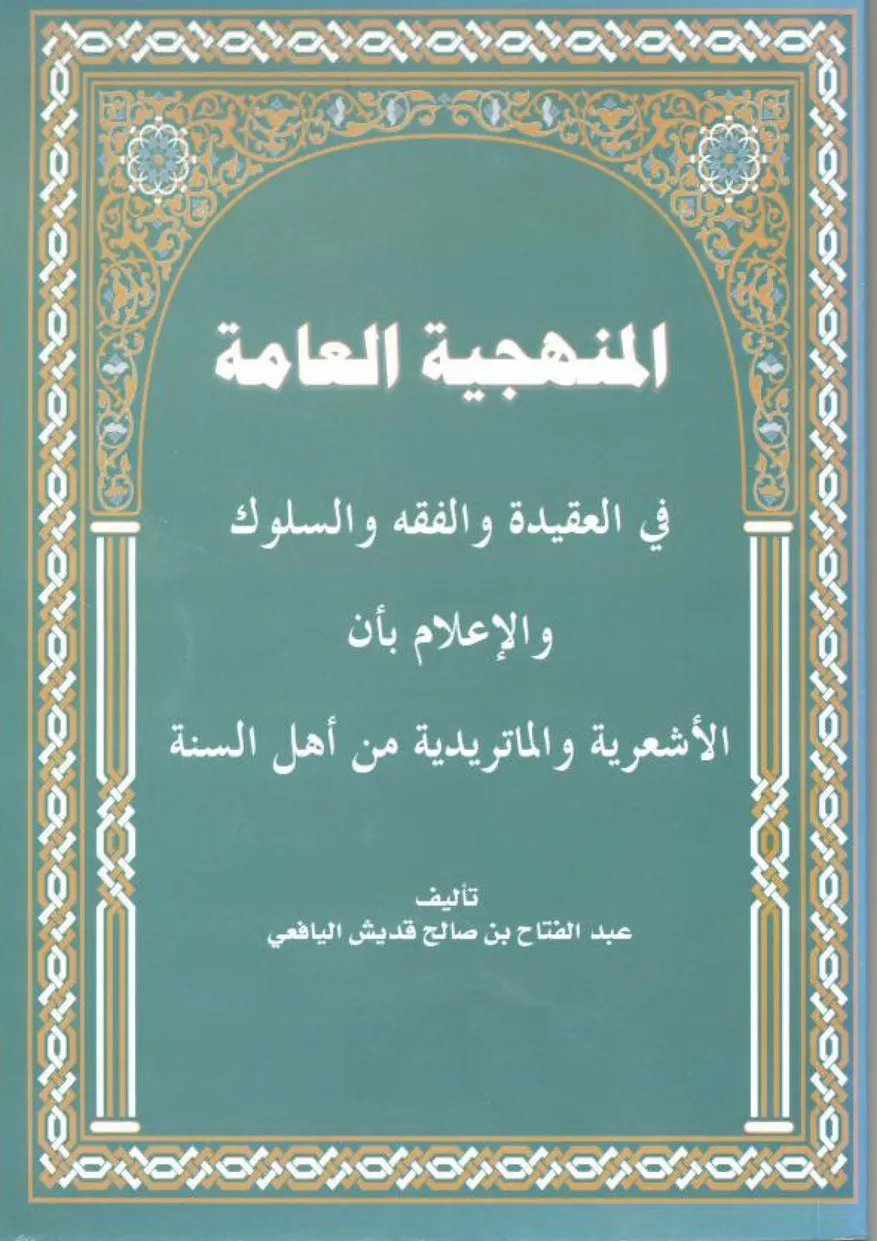 المنهجية العامة
في العقيدة والفقه والسلوك
والإعلام بأن
الأشعرية والماتريدية من أهل السنة
تأليف
عبد الفتاح بن صالح قديش اليافعي